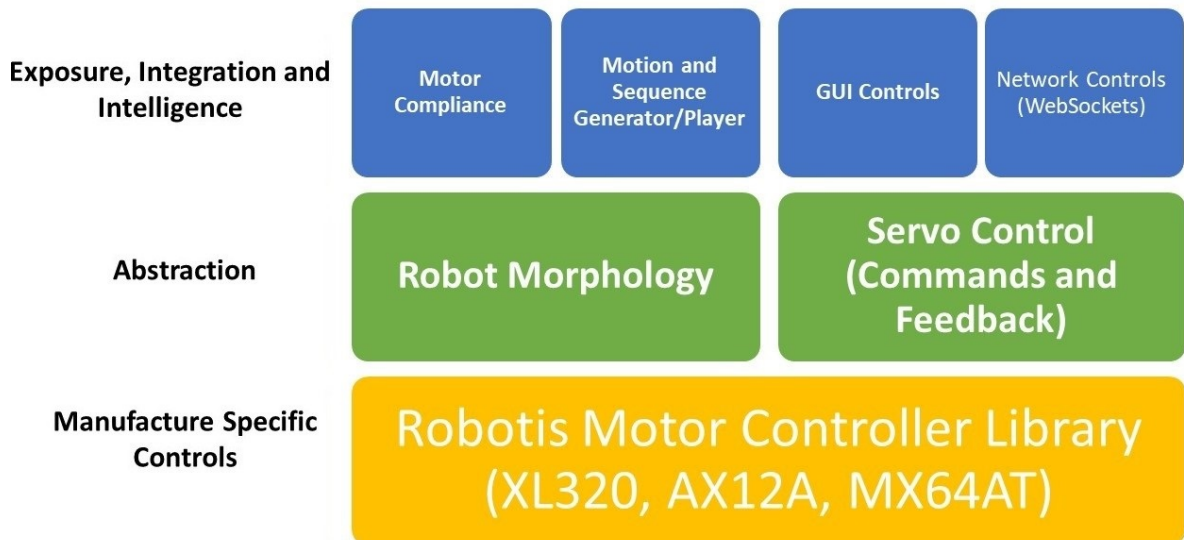 Exposure, Integration and
Intelligence
Motor
Compliance
Motion and
Sequence
Generator/Player
GUI Controls
Network Controls
(WebSockets)
Abstraction
Robot Morphology
Servo Control
(Commands and
Feedback)
Manufacture Specific
Controls
Robotis Motor Controller Library
(XL320, AX12A, MX64AT)